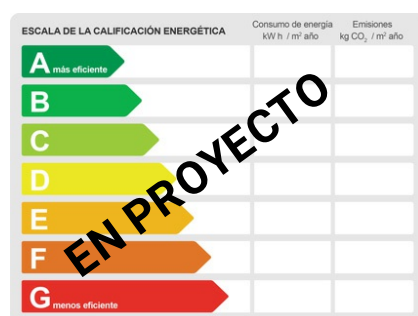 ESCALA DE LA CALIFICACIÓN ENERGÉTICA
Consumo de energía
kW h / m² año
Emisiones
kg CO₂ / m² año
A más eficiente
B
C
D
E
F
G menos eficiente
EN PROYECTO